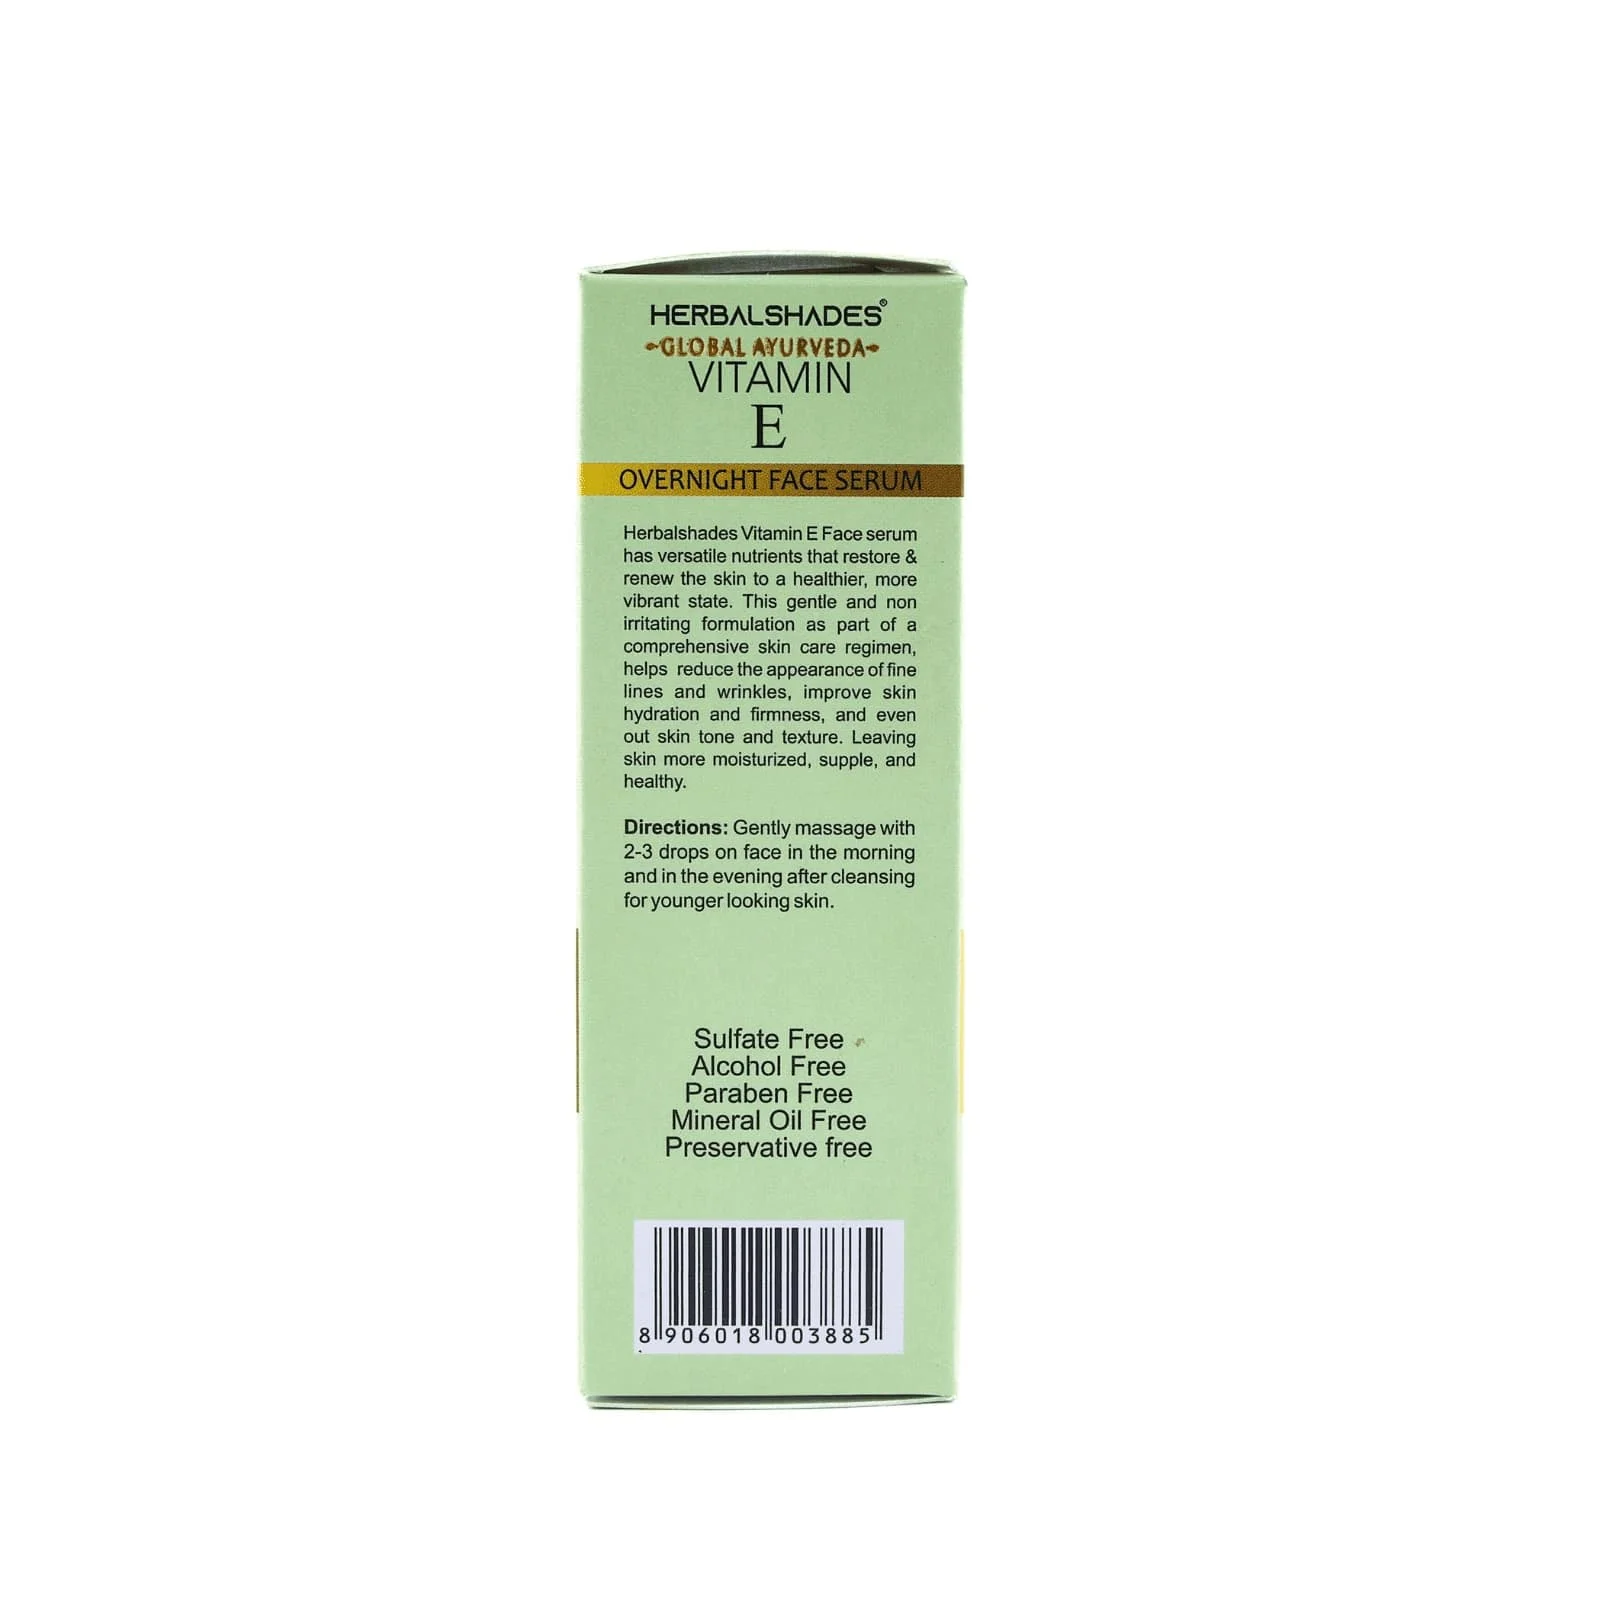 HERBALSHADES®
GLOBAL AYURVEDA
VITAMIN
E
OVERNIGHT FACE SERUM
Herbalshades Vitamin E Face serum
has versatile nutrients that restore &
renew the skin to a healthier, more
vibrant state. This gentle and non
irritating formulation as part of a
comprehensive skin care regimen,
helps reduce the appearance of fine
lines and wrinkles, improve skin
hydration and firmness, and even
out skin tone and texture. Leaving
skin more moisturized, supple, and
healthy.
Directions: Gently massage with
2-3 drops on face in the morning
and in the evening after cleansing
for younger looking skin.
Sulfate Free
Alcohol Free
Paraben Free
Mineral Oil Free
Preservative free
8 906018 003885